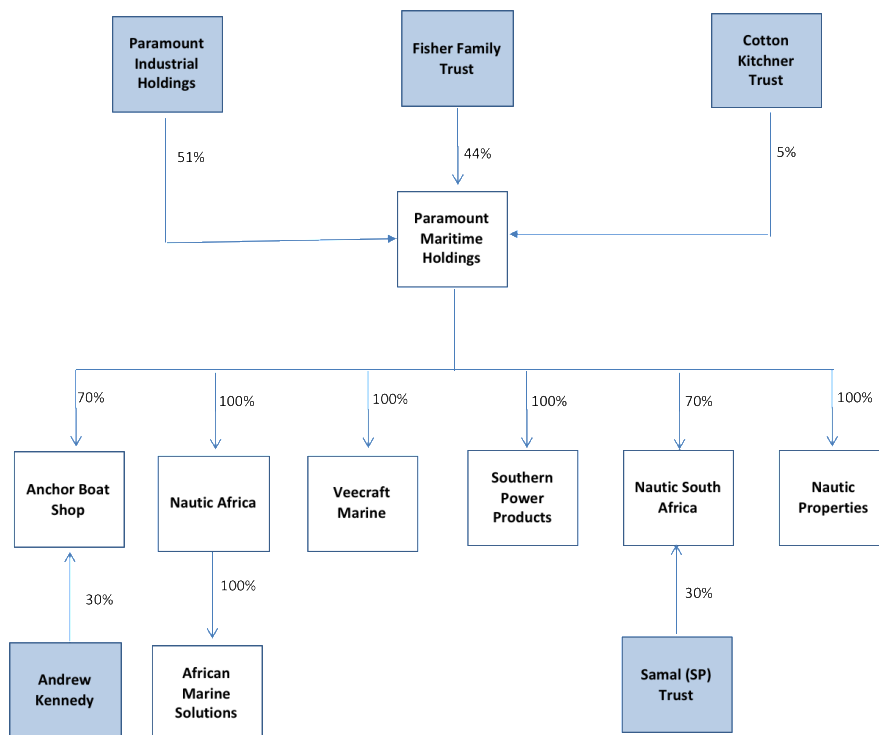 Paramount
Industrial
Holdings
Fisher Family
Trust
Cotton
Kitchner
Trust
51%
44%
5%
Paramount
Maritime
Holdings
70%
100%
100%
100%
70%
100%
Anchor Boat
Shop
Nautic Africa
Veecraft
Marine
Southern
Power
Products
Nautic South
Africa
Nautic
Properties
30%
100%
30%
Andrew
Kennedy
African
Marine
Solutions
Samal (SP)
Trust